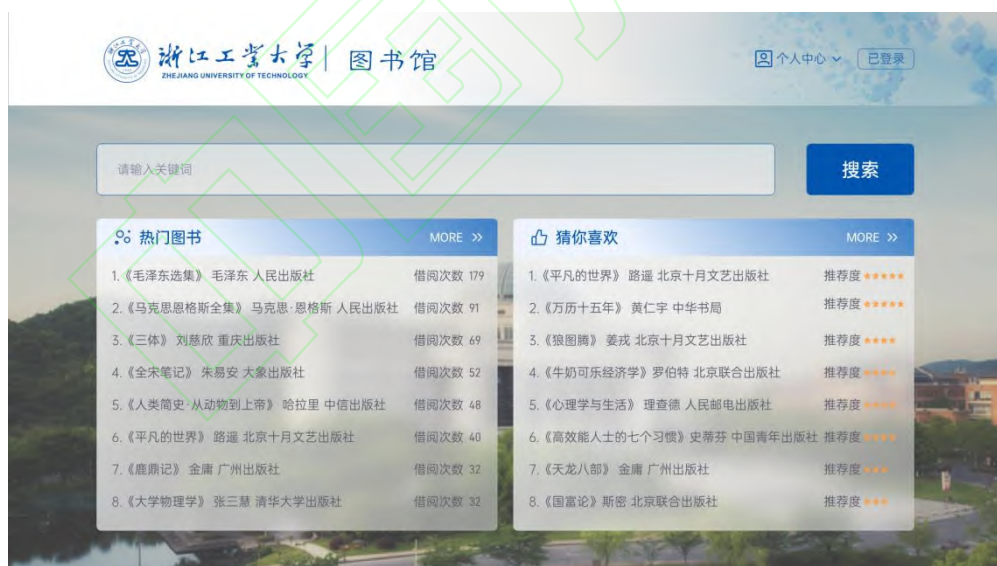 浙江工业大学 | 图书馆
ZHEJIANG UNIVERSITY OF TECHNOLOGY
个人中心 已登录
请输入关键词
搜索
热门图书 MORE >>
1.《毛泽东选集》 毛泽东 人民出版社 借阅次数 179
2.《马克思恩格斯全集》 马克思·恩格斯 人民出版社 借阅次数 91
3.《三体》 刘慈欣 重庆出版社 借阅次数 69
4.《全宋笔记》 朱易安 大象出版社 借阅次数 52
5.《人类简史·从动物到上帝》 哈拉里 中信出版社 借阅次数 48
6.《平凡的世界》 路遥 北京十月文艺出版社 借阅次数 40
7.《鹿鼎记》 金庸 广州出版社 借阅次数 32
8.《大学物理学》 张三慧 清华大学出版社 借阅次数 32
猜你喜欢 MORE >>
1.《平凡的世界》 路遥 北京十月文艺出版社 推荐度 ★★★★★
2.《万历十五年》 黄仁宇 中华书局 推荐度 ★★★★★
3.《狼图腾》 姜戎 北京十月文艺出版社 推荐度 ★★★★
4.《牛奶可乐经济学》罗伯特 北京联合出版社 推荐度 ★★★★
5.《心理学与生活》 理查德 人民邮电出版社 推荐度 ★★★★
6.《高效能人士的七个习惯》史蒂芬 中国青年出版社 推荐度 ★★★★
7.《天龙八部》 金庸 广州出版社 推荐度 ★★★
8.《国富论》斯密 北京联合出版社 推荐度 ★★★